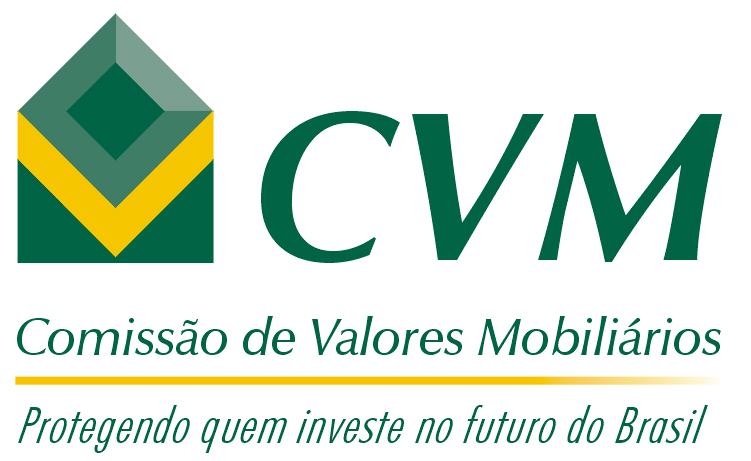 CVM
Comissão de Valores Mobiliários
Protegendo quem investe no futuro do Brasil